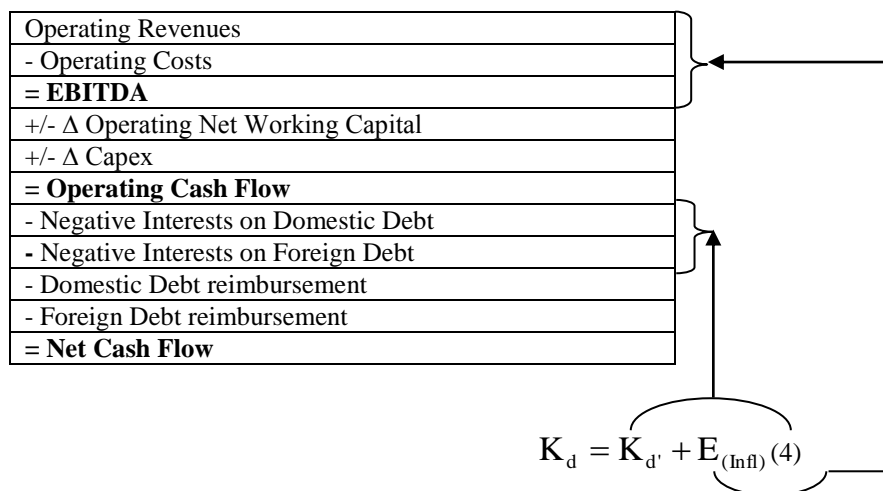 Operating Revenues
- Operating Costs
= EBITDA
+/- Δ Operating Net Working Capital
+/- Δ Capex
= Operating Cash Flow
- Negative Interests on Domestic Debt
- Negative Interests on Foreign Debt
- Domestic Debt reimbursement
- Foreign Debt reimbursement
= Net Cash Flow
K_d = K_d' + E_(Infl) (4)